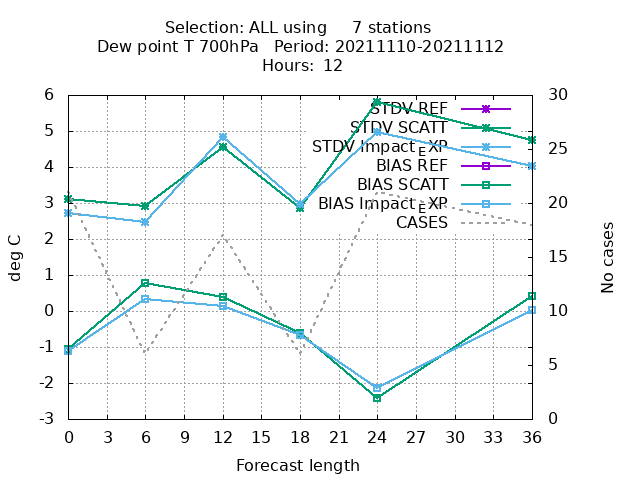 Selection: ALL using 7 stations
Dew point T 700hPa Period: 20211110-20211112
Hours: 12
6 30
STDV REF
5 STDV SCATT
25
STDV Impact_EXP
4 BIAS REF
BIAS SCATT
3 20
BIAS Impact_EXP
CASES
2
deg C
No cases
15
1
0 10
-1
5
-2
-3 0
0 3 6 9 12 15 18 21 24 27 30 33 36
Forecast length